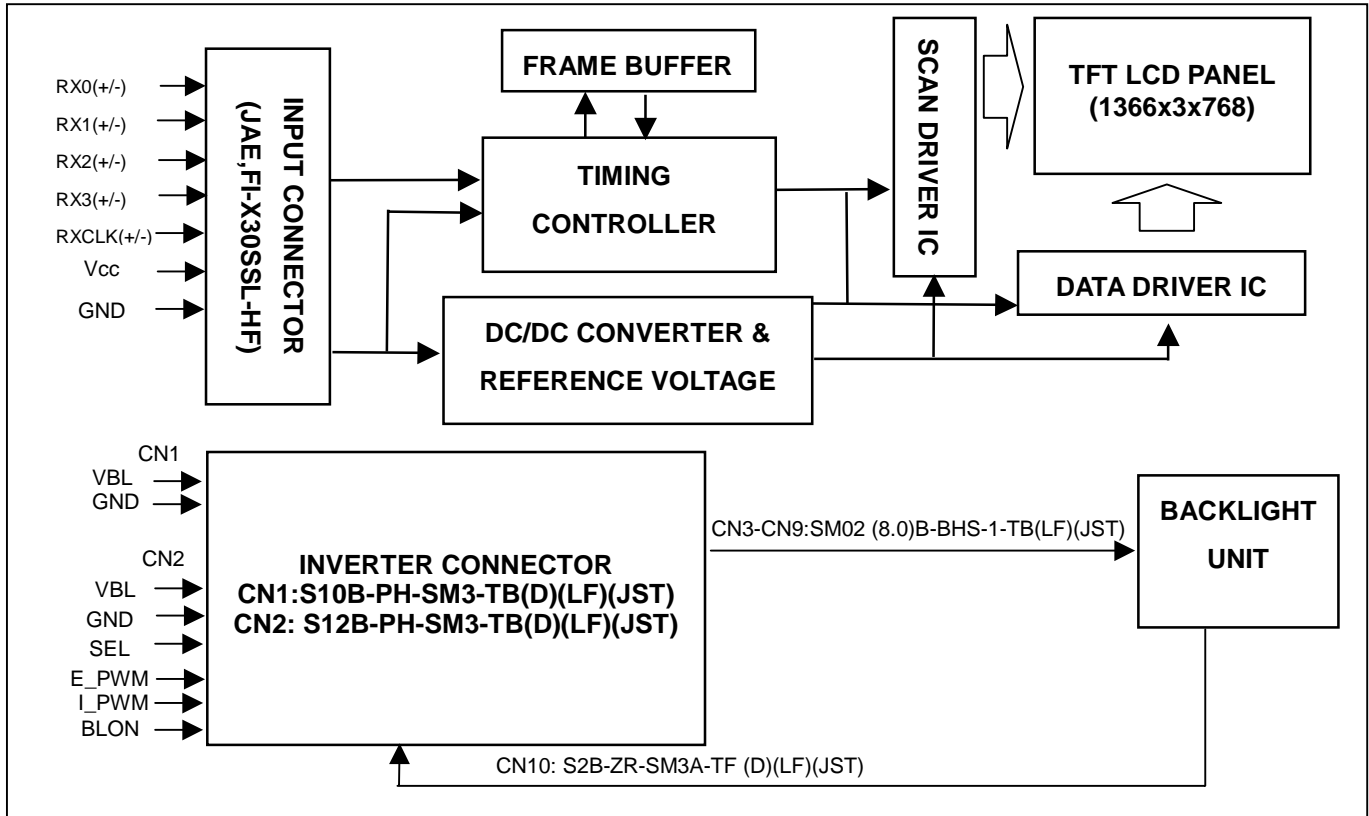 RX0(+/-)
RX1(+/-)
RX2(+/-)
RX3(+/-)
RXCLK(+/-)
Vcc
GND
INPUT CONNECTOR
(JAE,FI-X30SSL-HF)
FRAME BUFFER
TIMING
CONTROLLER
DC/DC CONVERTER &
REFERENCE VOLTAGE
SCAN DRIVER IC
TFT LCD PANEL
(1366x3x768)
DATA DRIVER IC
CN1
VBL
GND
CN2
VBL
GND
SEL
E_PWM
I_PWM
BLON
INVERTER CONNECTOR
CN1:S10B-PH-SM3-TB(D)(LF)(JST)
CN2: S12B-PH-SM3-TB(D)(LF)(JST)
CN3-CN9:SM02 (8.0)B-BHS-1-TB(LF)(JST)
BACKLIGHT
UNIT
CN10: S2B-ZR-SM3A-TF (D)(LF)(JST)